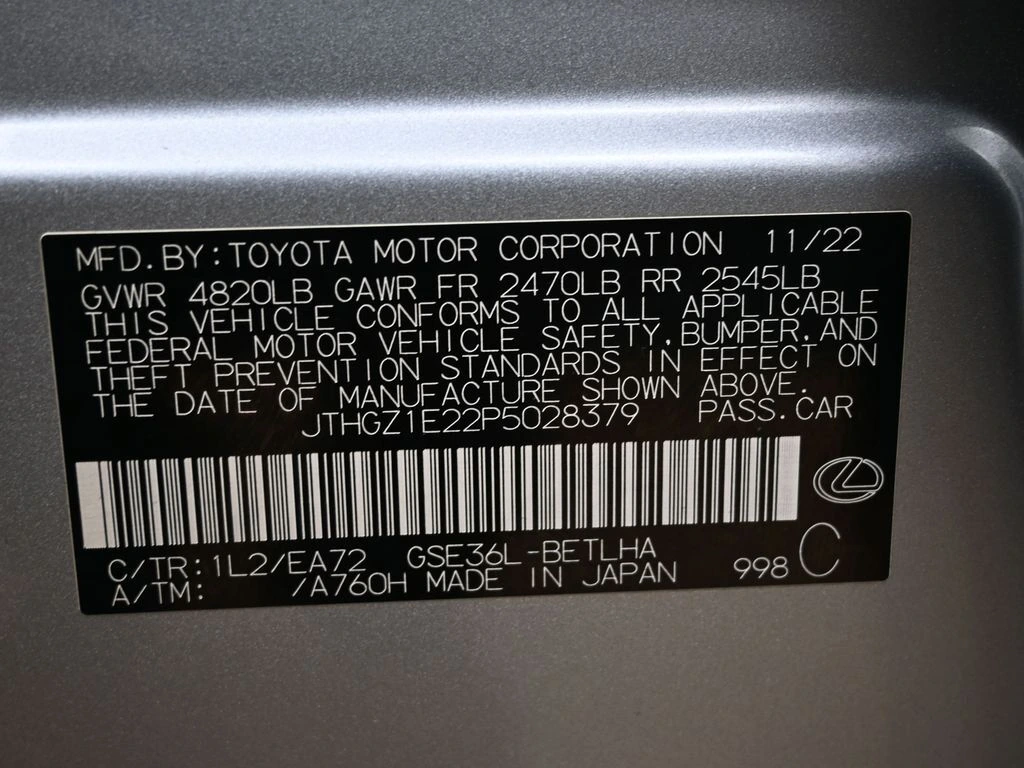 MFD.BY:TOYOTA MOTOR CORPORATION 11/22
GVWR 4820LB GAWR FR 2470LB RR 2545LB
THIS VEHICLE CONFORMS TO ALL APPLICABLE
FEDERAL MOTOR VEHICLE SAFETY,BUMPER,AND
THEFT PREVENTION STANDARDS IN EFFECT ON
THE DATE OF MANUFACTURE SHOWN ABOVE.
JTHGZ1E22P5028379 PASS.CAR
C/TR:1L2/EA72 GSE36L-BETLHA
A/TM: /A760H MADE IN JAPAN 998 C